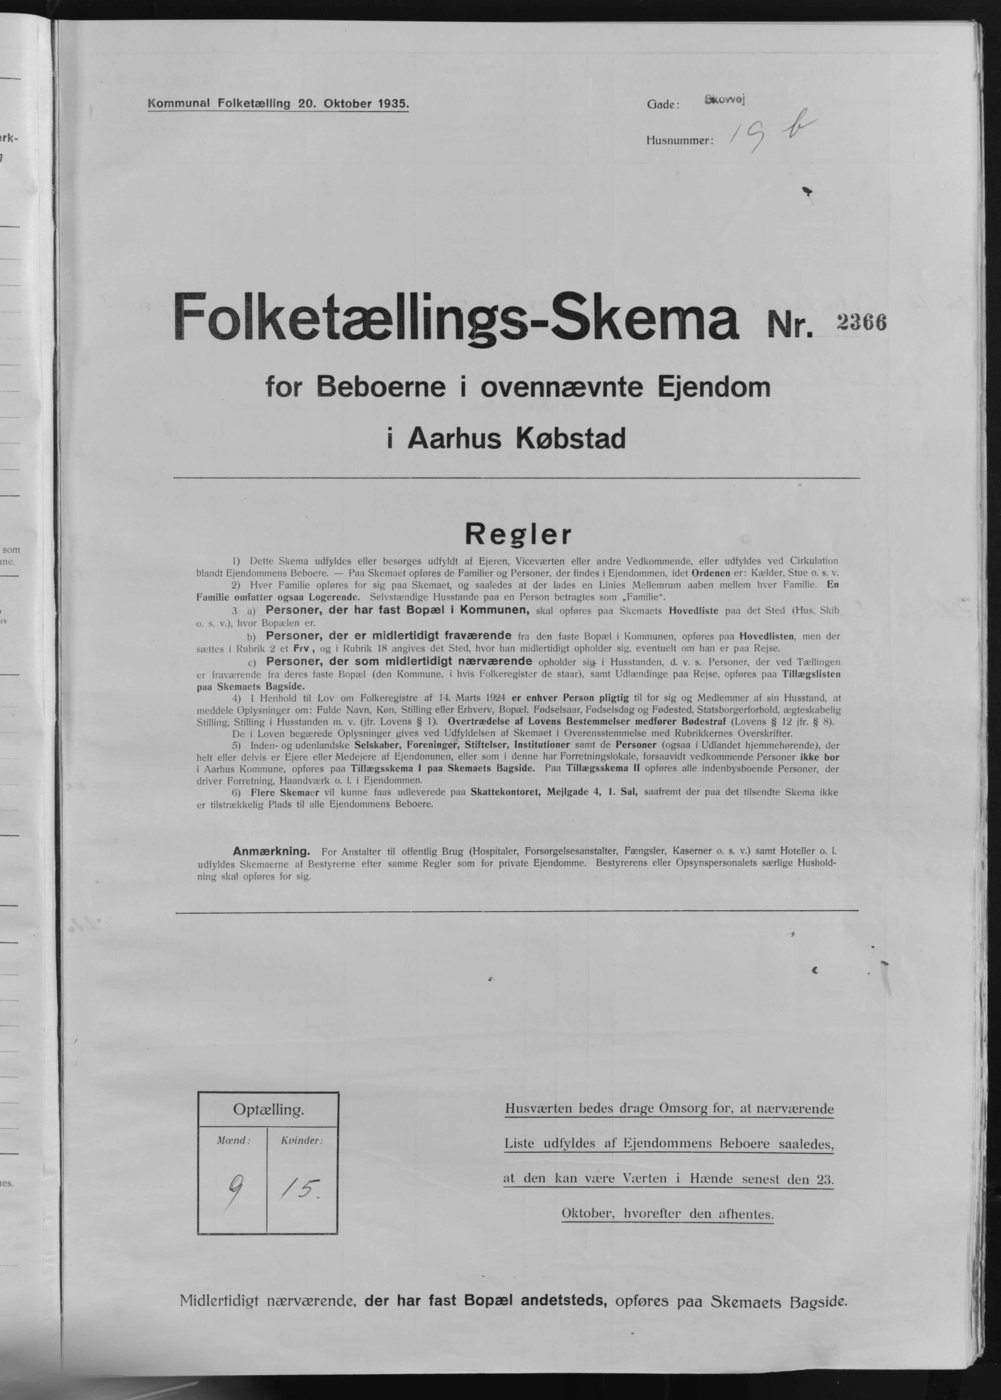 Kommunal Folketælling 20. Oktober 1935.
Gade: Skovvej
Husnummer: 19 b
Folketællings-Skema Nr. 2366
for Beboerne i ovennævnte Ejendom
i Aarhus Købstad
Regler
1) Dette Skema udfyldes eller besørges udfyldt af Ejeren, Viceværten eller andre Vedkommende, eller udfyldes ved Cirkulation
blandt Ejendommens Beboere. — Paa Skemaet opføres de Familier og Personer, der findes i Ejendommen, idet Ordenen er: Kælder, Stue o. s. v.
2) Hver Familie opføres for sig paa Skemaet, og saaledes at der lades en Linies Mellemrum aaben mellem hver Familie. En
Familie omfatter ogsaa Logerende. Selvstændige Husstande paa en Person betragtes som „Familie“.
3 a) Personer, der har fast Bopæl i Kommunen, skal opføres paa Skemaets Hovedliste paa det Sted (Hus, Skib
o. s. v.), hvor Bopælen er.
b) Personer, der er midlertidigt fraværende fra den faste Bopæl i Kommunen, opføres paa Hovedlisten, men der
sættes i Rubrik 2 et Frv, og i Rubrik 18 angives det Sted, hvor han midlertidigt opholder sig, eventuelt om han er paa Rejse.
c) Personer, der som midlertidigt nærværende opholder sig i Husstanden, d. v. s. Personer, der ved Tællingen
er fraværende fra deres faste Bopæl (den Kommune, i hvis Folkeregister de staar), samt Udlændinge paa Rejse, opføres paa Tillægslisten
paa Skemaets Bagside.
4) I Henhold til Lov om Folkeregistre af 14. Marts 1924 er enhver Person pligtig til for sig og Medlemmer af sin Husstand, at
meddele Oplysninger om: Fulde Navn, Køn, Stilling eller Erhverv, Bopæl, Fødselsaar, Fødselsdag og Fødested, Statsborgerforhold, ægteskabelig
Stilling, Stilling i Husstanden m. v. (jfr. Lovens § 1). Overtrædelse af Lovens Bestemmelser medfører Bødestraf (Lovens § 12 jfr. § 8).
De i Loven begærede Oplysninger gives ved Udfyldelsen af Skemaet i Overensstemmelse med Rubrikkernes Overskrifter.
5) Inden- og udenlandske Selskaber, Foreninger, Stiftelser, Institutioner samt de Personer (ogsaa i Udlandet hjemmehørende), der
helt eller delvis er Ejere eller Medejere af Ejendommen, eller som i denne har Forretningslokale, forsaavidt vedkommende Personer ikke bor
i Aarhus Kommune, opføres paa Tillægsskema I paa Skemaets Bagside. Paa Tillægsskema II opføres alle indenbysboende Personer, der
driver Forretning, Haandværk o. l. i Ejendommen.
6) Flere Skemaer vil kunne faas udleverede paa Skattekontoret, Mejlgade 4, 1. Sal, saafremt der paa det tilsendte Skema ikke
er tilstrækkelig Plads til alle Ejendommens Beboere.
Anmærkning. For Anstalter til offentlig Brug (Hospitaler, Forsørgelsesanstalter, Fængsler, Kaserner o. s. v.) samt Hoteller o. l.
udfyldes Skemaerne af Bestyrerne efter samme Regler som for private Ejendomme. Bestyrerens eller Opsynspersonalets særlige Hushold-
ning skal opføres for sig.
Optælling.
Mænd: Kvinder:
9 15.
Husværten bedes drage Omsorg for, at nærværende
Liste udfyldes af Ejendommens Beboere saaledes,
at den kan være Værten i Hænde senest den 23.
Oktober, hvorefter den afhentes.
Midlertidigt nærværende, der har fast Bopæl andetsteds, opføres paa Skemaets Bagside.